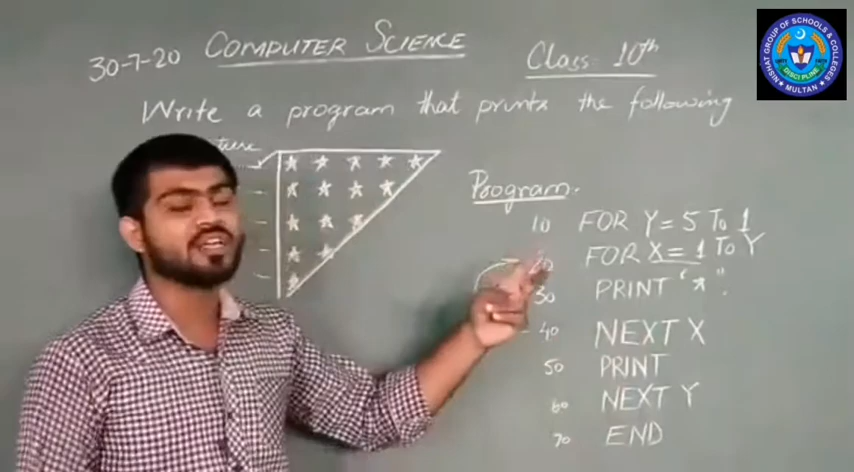 30-7-20 COMPUTER SCIENCE Class: 10th
Write a program that prints the following
Program.
10 FOR Y = 5 To 1
20 FOR X = 1 To Y
30 PRINT "*".
40 NEXT X
50 PRINT
60 NEXT Y
70 END
NISHAT GROUP OF SCHOOLS & COLLEGES
DISCIPLINE
MULTAN